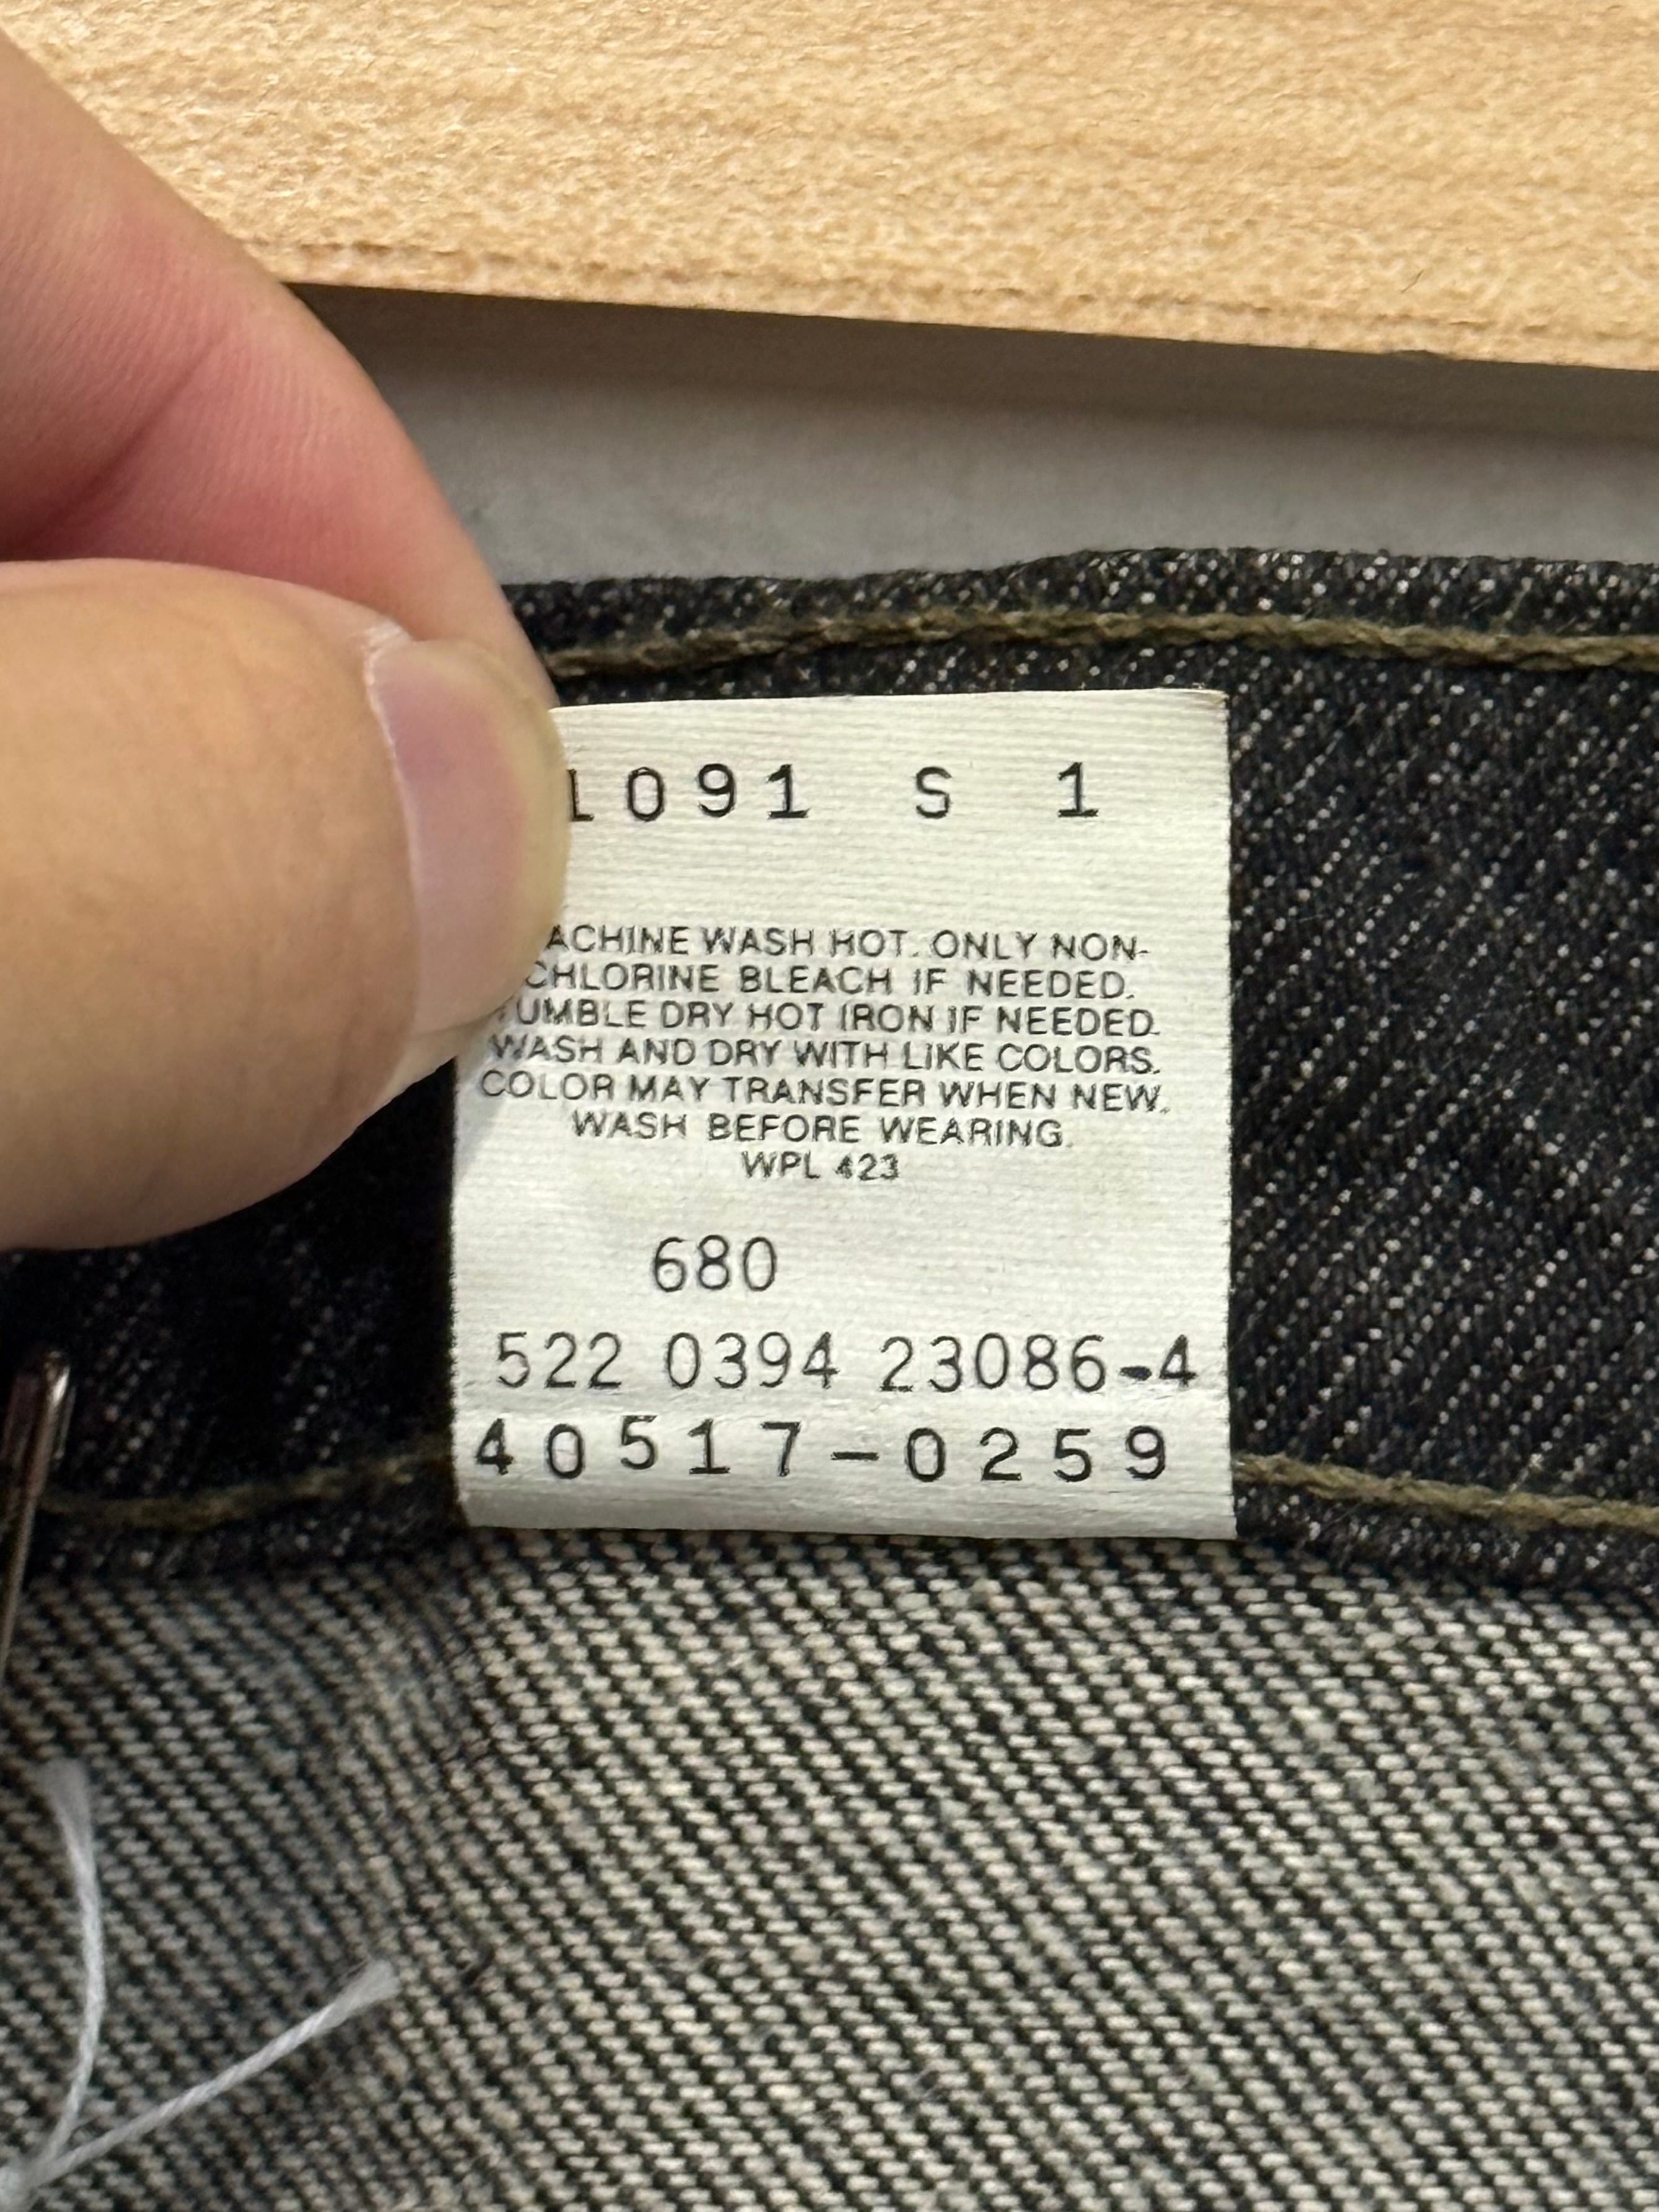 1091 S 1
ACHINE WASH HOT. ONLY NON-
CHLORINE BLEACH IF NEEDED.
TUMBLE DRY HOT IRON IF NEEDED.
WASH AND DRY WITH LIKE COLORS.
COLOR MAY TRANSFER WHEN NEW.
WASH BEFORE WEARING.
WPL 423
680
522 0394 23086-4
40517-0259